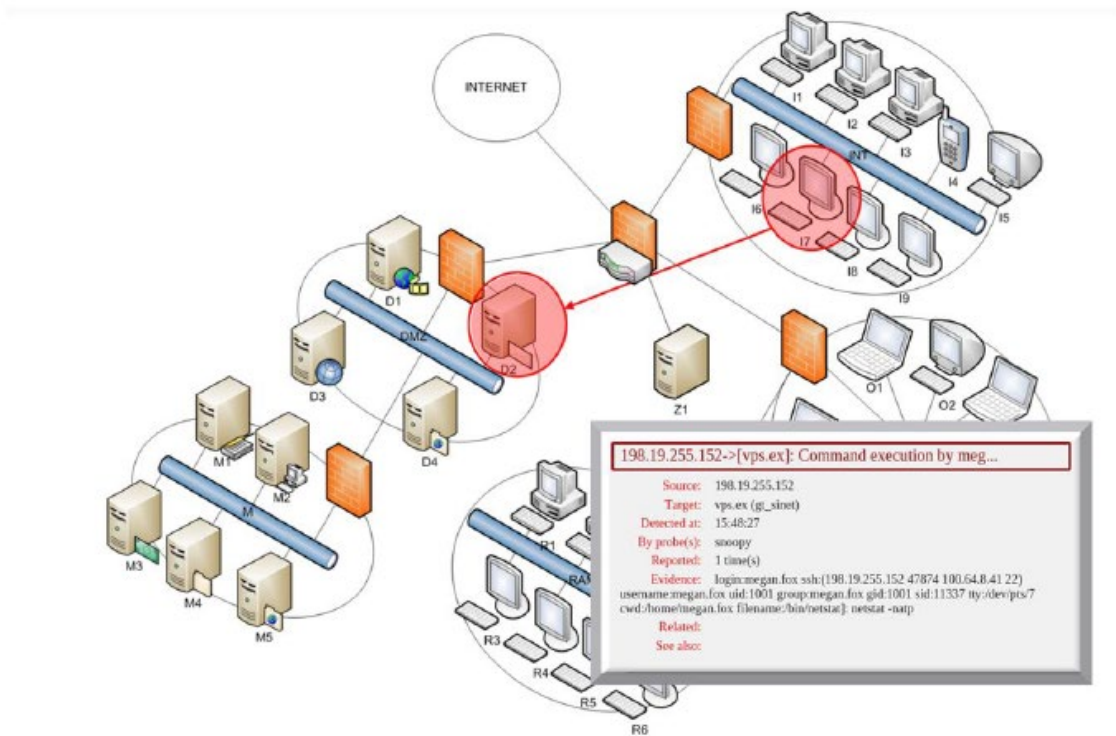 INTERNET
I1
I2
INT
I3
I4
I5
I6
I7
I8
I9
D1
DMZ
D2
D3
D4
Z1
O1
O2
M1
M2
M
M3
M4
M5
R1
R3
R4
R5
R6
198.19.255.152->[vps.ex]: Command execution by meg...
Source: 198.19.255.152
Target: vps.ex (gt_sinet)
Detected at: 15:48:27
By probe(s): snoopy
Reported: 1 time(s)
Evidence: login:megan.fox ssh:(198.19.255.152 47874 100.64.8.41 22)
username:megan.fox uid:1001 group:megan.fox gid:1001 sid:11337 tty:/dev/pts/7
cwd:/home/megan.fox filename:/bin/netstat]: netstat -natp
Related:
See also: